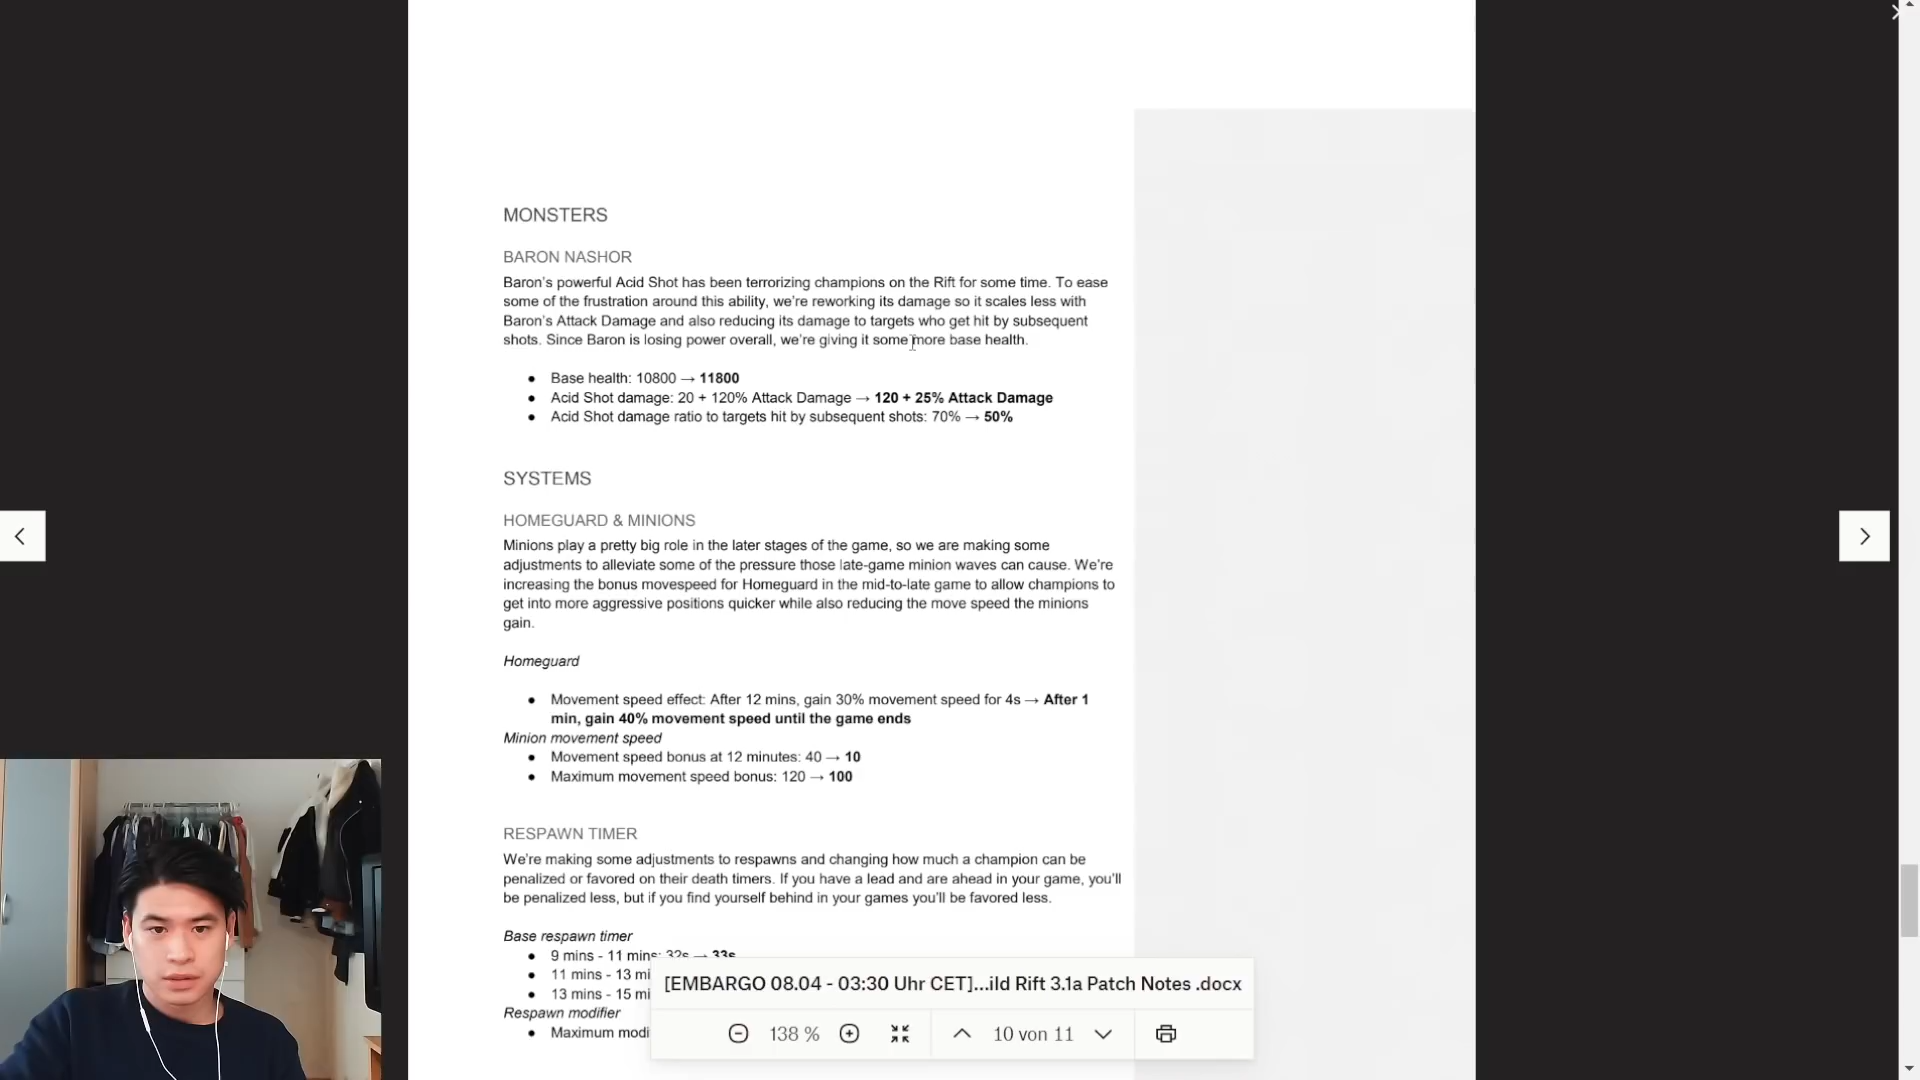 MONSTERS
BARON NASHOR
Baron's powerful Acid Shot has been terrorizing champions on the Rift for some time. To ease
some of the frustration around this ability, we're reworking its damage so it scales less with
Baron's Attack Damage and also reducing its damage to targets who get hit by subsequent
shots. Since Baron is losing power overall, we're giving it some more base health.
● Base health: 10800 → 11800
● Acid Shot damage: 20 + 120% Attack Damage → 120 + 25% Attack Damage
● Acid Shot damage ratio to targets hit by subsequent shots: 70% → 50%
SYSTEMS
HOMEGUARD & MINIONS
Minions play a pretty big role in the later stages of the game, so we are making some
adjustments to alleviate some of the pressure those late-game minion waves can cause. We're
increasing the bonus movespeed for Homeguard in the mid-to-late game to allow champions to
get into more aggressive positions quicker while also reducing the move speed the minions
gain.
Homeguard
● Movement speed effect: After 12 mins, gain 30% movement speed for 4s → After 1
min, gain 40% movement speed until the game ends
Minion movement speed
● Movement speed bonus at 12 minutes: 40 → 10
● Maximum movement speed bonus: 120 → 100
RESPAWN TIMER
We're making some adjustments to respawns and changing how much a champion can be
penalized or favored on their death timers. If you have a lead and are ahead in your game, you'll
be penalized less, but if you find yourself behind in your games you'll be favored less.
Base respawn timer
● 9 mins - 11 mins: 32s → 33s
● 11 mins - 13 mi
● 13 mins - 15 mi
Respawn modifier
● Maximum modi
[EMBARGO 08.04 - 03:30 Uhr CET]...ild Rift 3.1a Patch Notes .docx
138 %
10 von 11